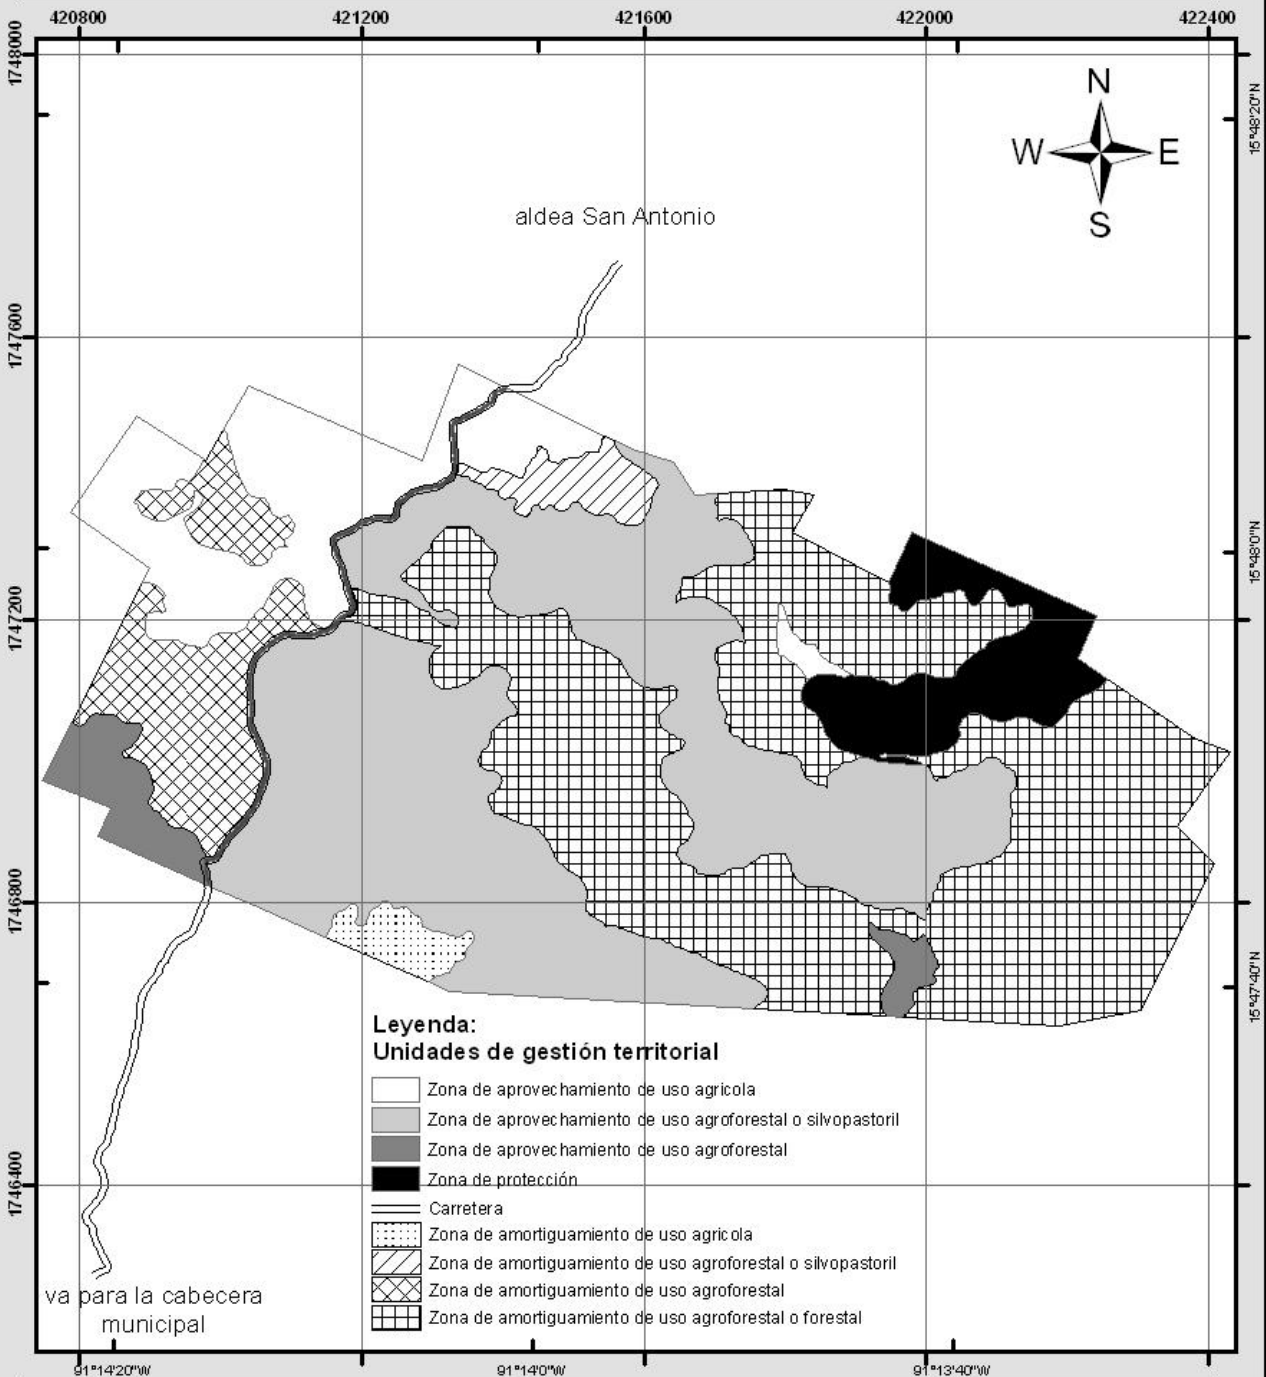 420800 421200 421600 422000 422400
1748000
15°48'20"N
N
W E
S
aldea San Antonio
1747600
15°48'0"N
1747200
1746800
15°47'40"N
Leyenda:
Unidades de gestión territorial
Zona de aprovechamiento de uso agricola
Zona de aprovechamiento de uso agroforestal o silvopastoril
Zona de aprovechamiento de uso agroforestal
Zona de protección
Carretera
Zona de amortiguamiento de uso agricola
Zona de amortiguamiento de uso agroforestal o silvopastoril
Zona de amortiguamiento de uso agroforestal
Zona de amortiguamiento de uso agroforestal o forestal
1746400
va para la cabecera
municipal
91°14'20"W 91°14'0"W 91°13'40"W